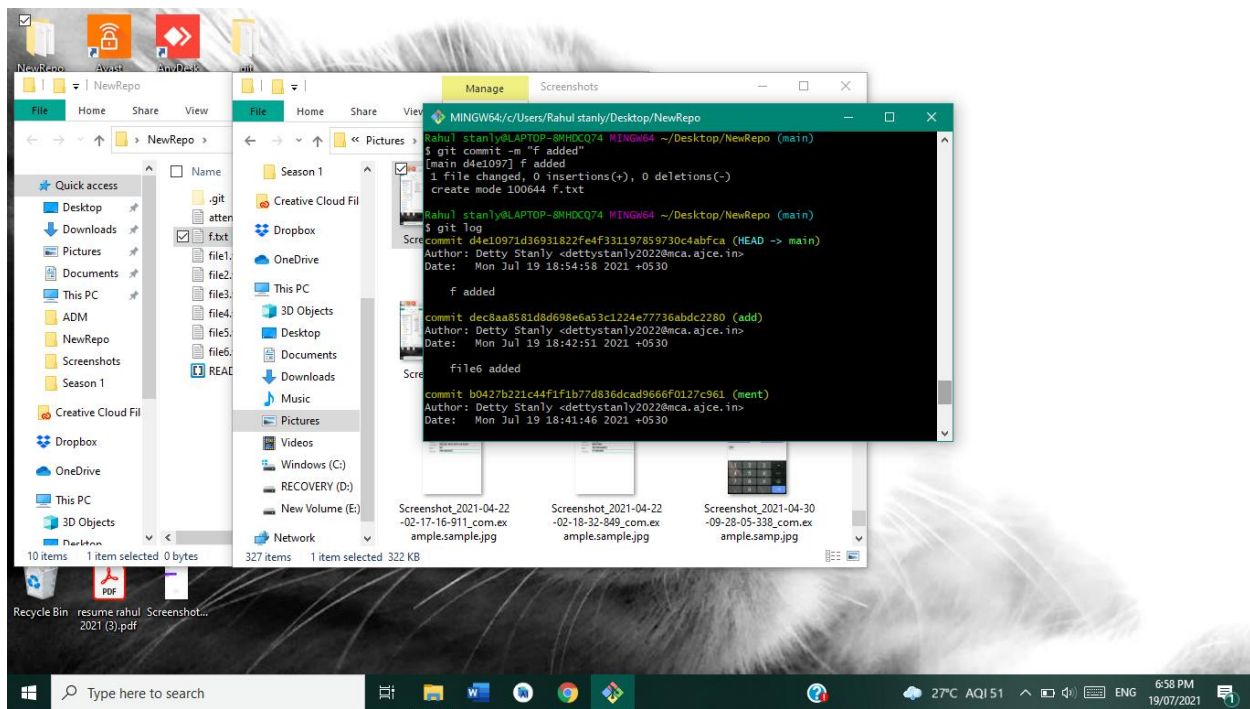 NewRepo
Avast
AnyDesk
git
NewRepo
File
Home
Share
View
NewRepo
Name
Quick access
Desktop
Downloads
Pictures
Documents
This PC
ADM
NewRepo
Screenshots
Season 1
Creative Cloud Fil
Dropbox
OneDrive
This PC
3D Objects
Desktop
.git
atten
f.txt
file1.
file2.
file3.
file4.
file5.
file6.
READ
10 items
1 item selected 0 bytes
Manage
Screenshots
File
Home
Share
View
« Pictures
Season 1
Creative Cloud Fil
Dropbox
OneDrive
This PC
3D Objects
Desktop
Documents
Downloads
Music
Pictures
Videos
Windows (C:)
RECOVERY (D:)
New Volume (E:)
Network
Scre
Scre
Screenshot_2021-04-22
-02-17-16-911_com.ex
ample.sample.jpg
Screenshot_2021-04-22
-02-18-32-849_com.ex
ample.sample.jpg
Screenshot_2021-04-30
-09-28-05-338_com.ex
ample.samp.jpg
327 items
1 item selected 322 KB
MINGW64:/c/Users/Rahul stanly/Desktop/NewRepo
Rahul stanly@LAPTOP-8MHDCQ74 MINGW64 ~/Desktop/NewRepo (main)
$ git commit -m "f added"
[main d4e1097] f added
1 file changed, 0 insertions(+), 0 deletions(-)
create mode 100644 f.txt
Rahul stanly@LAPTOP-8MHDCQ74 MINGW64 ~/Desktop/NewRepo (main)
$ git log
commit d4e10971d36931822fe4f331197859730c4abfca (HEAD -> main)
Author: Detty Stanly <dettystanly2022@mca.ajce.in>
Date:   Mon Jul 19 18:54:58 2021 +0530
f added
commit dec8aa8581d8d698e6a53c1224e77736abdc2280 (add)
Author: Detty Stanly <dettystanly2022@mca.ajce.in>
Date:   Mon Jul 19 18:42:51 2021 +0530
file6 added
commit b0427b221c44f1f1b77d836dcad9666f0127c961 (ment)
Author: Detty Stanly <dettystanly2022@mca.ajce.in>
Date:   Mon Jul 19 18:41:46 2021 +0530
Recycle Bin
PDF
resume rahul
2021 (3).pdf
Screenshot...
Type here to search
27°C AQI 51
ENG
6:58 PM
19/07/2021